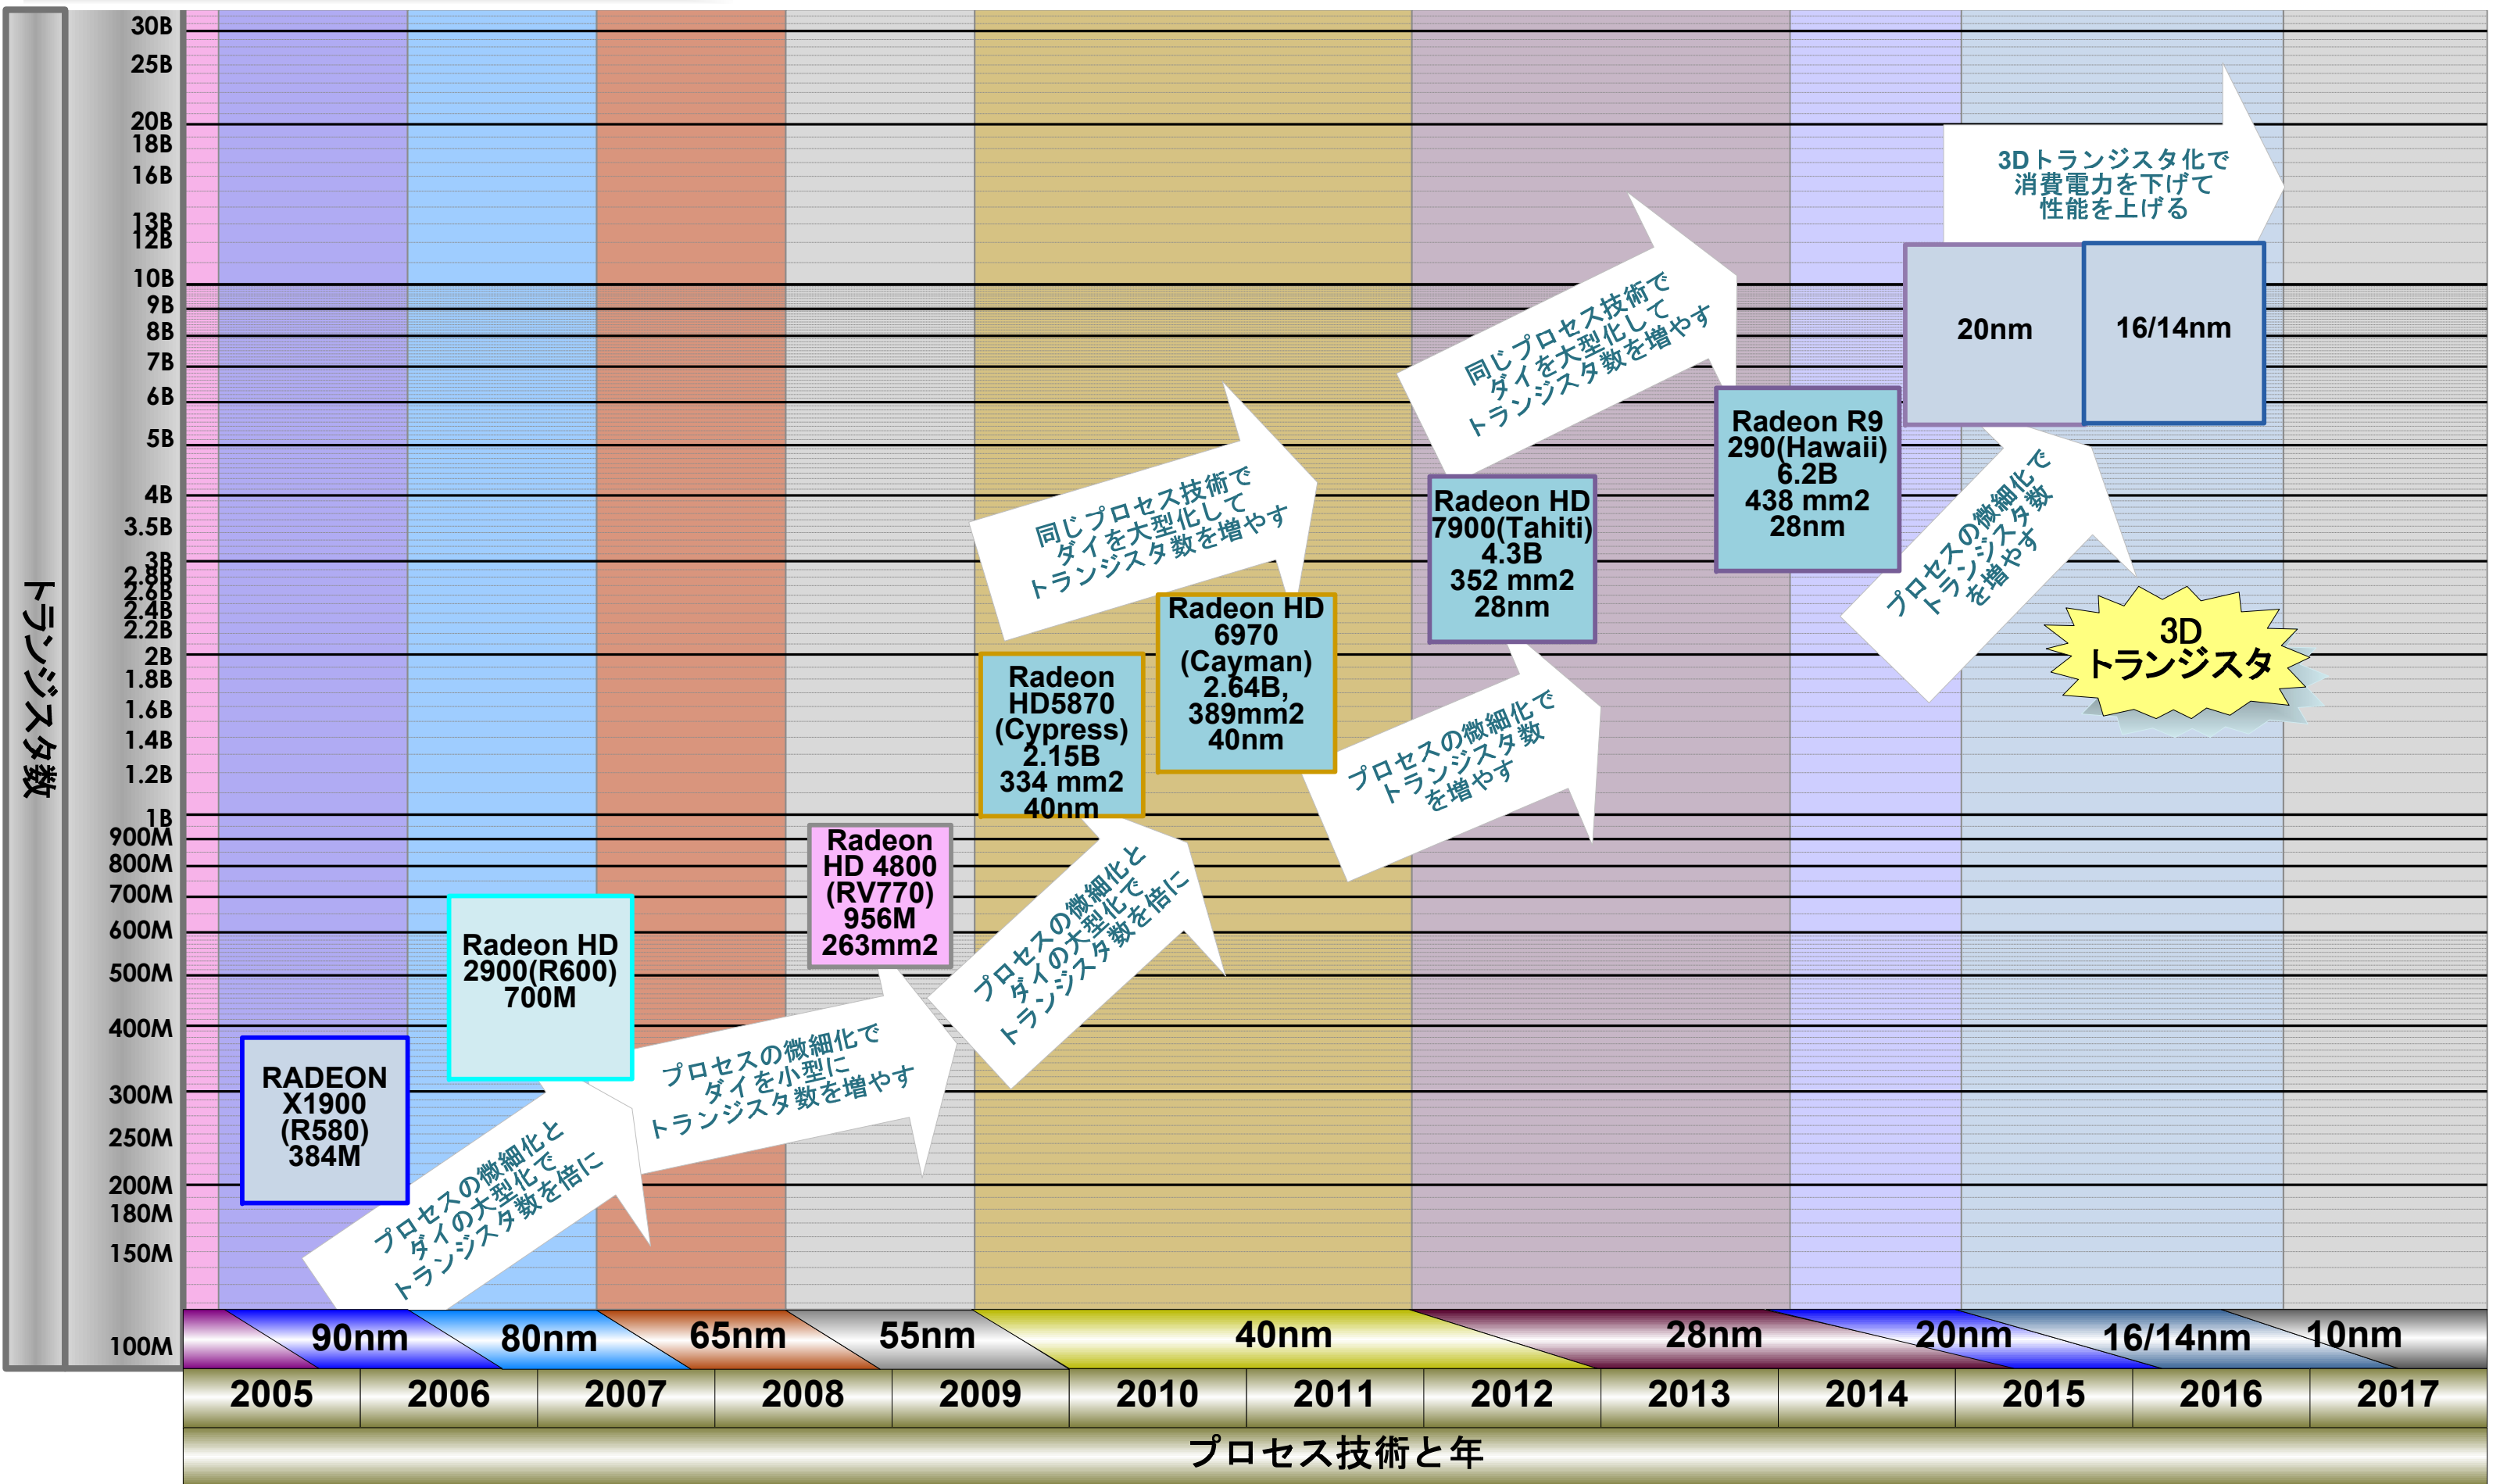 トランジスタ数
30B
25B
20B
18B
16B
13B
12B
10B
9B
8B
7B
6B
5B
4B
3.5B
3B
2.8B
2.6B
2.4B
2.2B
2B
1.8B
1.6B
1.4B
1.2B
1B
900M
800M
700M
600M
500M
400M
300M
250M
200M
180M
150M
100M
RADEON
X1900
(R580)
384M
プロセスの微細化と
ダイの大型化で
トランジスタ数を倍に
Radeon HD
2900(R600)
700M
プロセスの微細化で
ダイを小型に
トランジスタ数を増やす
Radeon
HD 4800
(RV770)
956M
263mm2
プロセスの微細化と
ダイの大型化で
トランジスタ数を倍に
Radeon
HD5870
(Cypress)
2.15B
334 mm2
40nm
同じプロセス技術で
ダイを大型化して
トランジスタ数を増やす
Radeon HD
6970
(Cayman)
2.64B,
389mm2
40nm
プロセスの微細化で
トランジスタ数
を増やす
Radeon HD
7900(Tahiti)
4.3B
352 mm2
28nm
同じプロセス技術で
ダイを大型化して
トランジスタ数を増やす
Radeon R9
290(Hawaii)
6.2B
438 mm2
28nm
プロセスの微細化で
トランジスタ数
を増やす
20nm
16/14nm
3Dトランジスタ化で
消費電力を下げて
性能を上げる
3D
トランジスタ
90nm
80nm
65nm
55nm
40nm
28nm
20nm
16/14nm
10nm
2005
2006
2007
2008
2009
2010
2011
2012
2013
2014
2015
2016
2017
プロセス技術と年